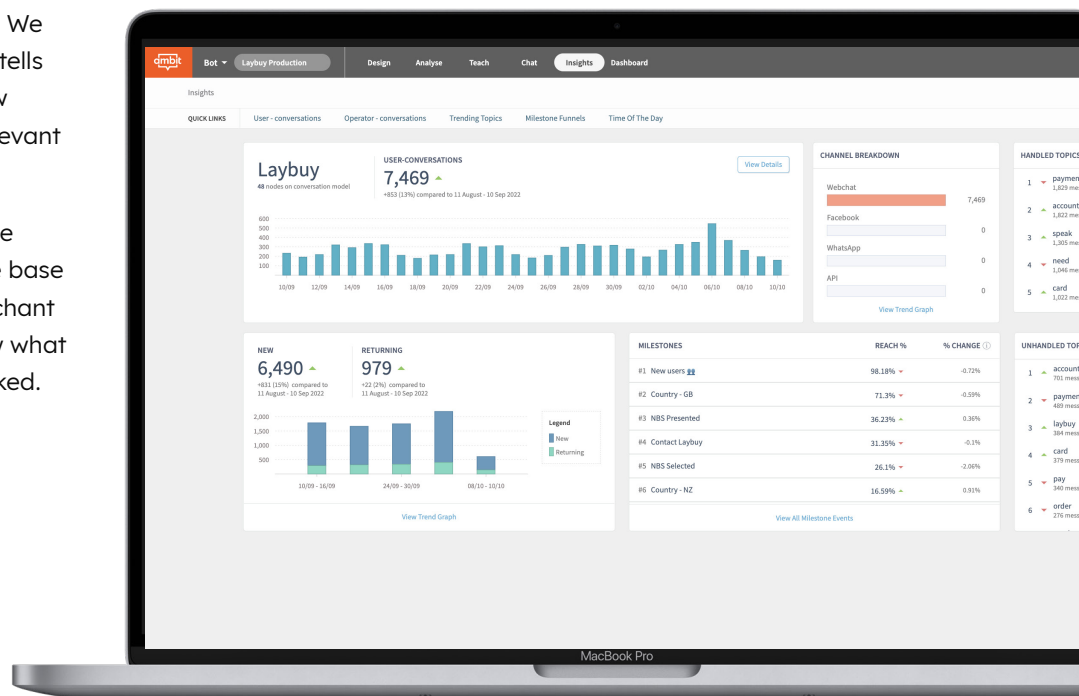 We
tells
evant
e
e base
chant
v what
ked.
ambit
Bot
Laybuy Production
Design Analyse Teach Chat Insights Dashboard
Insights
QUICK LINKS User - conversations Operator - conversations Trending Topics Milestone Funnels Time Of The Day
Laybuy
48 nodes on conversation model
USER-CONVERSATIONS
7,469
+853 (13%) compared to 11 August - 10 Sep 2022
View Details
600
500
400
300
200
100
10/09 12/09 14/09 16/09 18/09 20/09 22/09 24/09 26/09 28/09 30/09 02/10 04/10 06/10 08/10 10/10
CHANNEL BREAKDOWN
Webchat
7,469
Facebook
0
WhatsApp
0
API
0
View Trend Graph
HANDLED TOPICS
1 paymen
1,829 me
2 account
1,822 me
3 speak
1,305 me
4 need
1,046 me
5 card
1,022 me
NEW
6,490
+831 (15%) compared to
11 August - 10 Sep 2022
RETURNING
979
+22 (2%) compared to
11 August - 10 Sep 2022
2,000
1,500
1,000
500
10/09 - 16/09 24/09 - 30/09 08/10 - 10/10
Legend
New
Returning
View Trend Graph
MILESTONES REACH % % CHANGE
#1 New users 98.18% -0.72%
#2 Country - GB 71.3% -0.59%
#3 NBS Presented 36.23% 0.36%
#4 Contact Laybuy 31.35% -0.1%
#5 NBS Selected 26.1% -2.06%
#6 Country - NZ 16.59% 0.91%
View All Milestone Events
UNHANDLED TOP
1 account
701 mess
2 paymen
489 mess
3 laybuy
384 mess
4 card
379 mess
5 pay
340 mess
6 order
276 mess
MacBook Pro